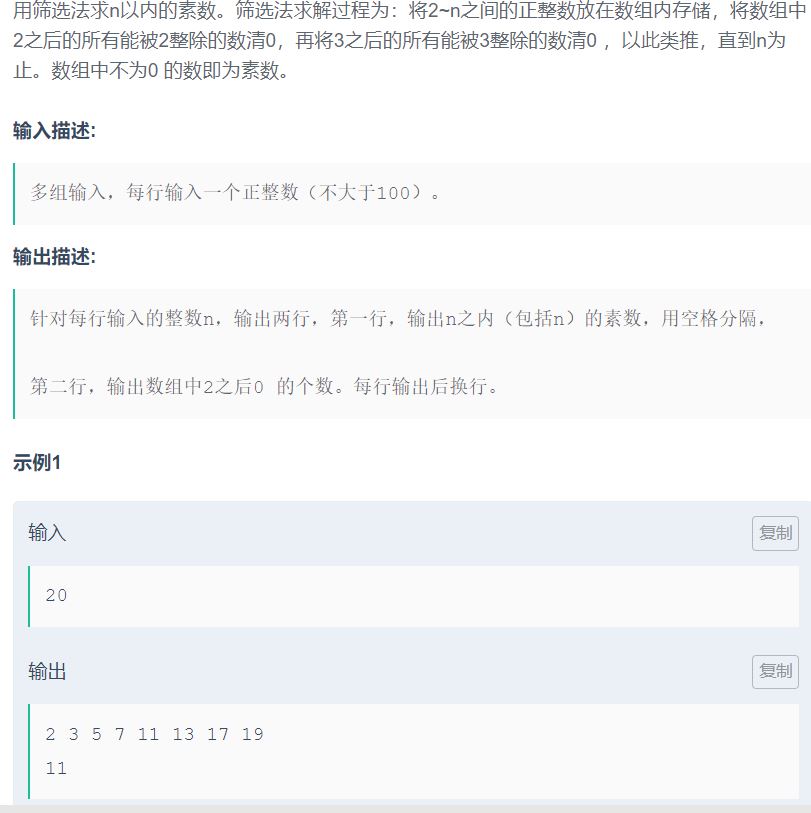 用筛选法求n以内的素数。筛选法求解过程为：将2~n之间的正整数放在数组内存储，将数组中
2之后的所有能被2整除的数清0，再将3之后的所有能被3整除的数清0 ，以此类推，直到n为
止。数组中不为0 的数即为素数。
输入描述:
多组输入，每行输入一个正整数（不大于100）。
输出描述:
针对每行输入的整数n，输出两行，第一行，输出n之内（包括n）的素数，用空格分隔，
第二行，输出数组中2之后0 的个数。每行输出后换行。
示例1
输入
复制
20
输出
复制
2 3 5 7 11 13 17 19
11